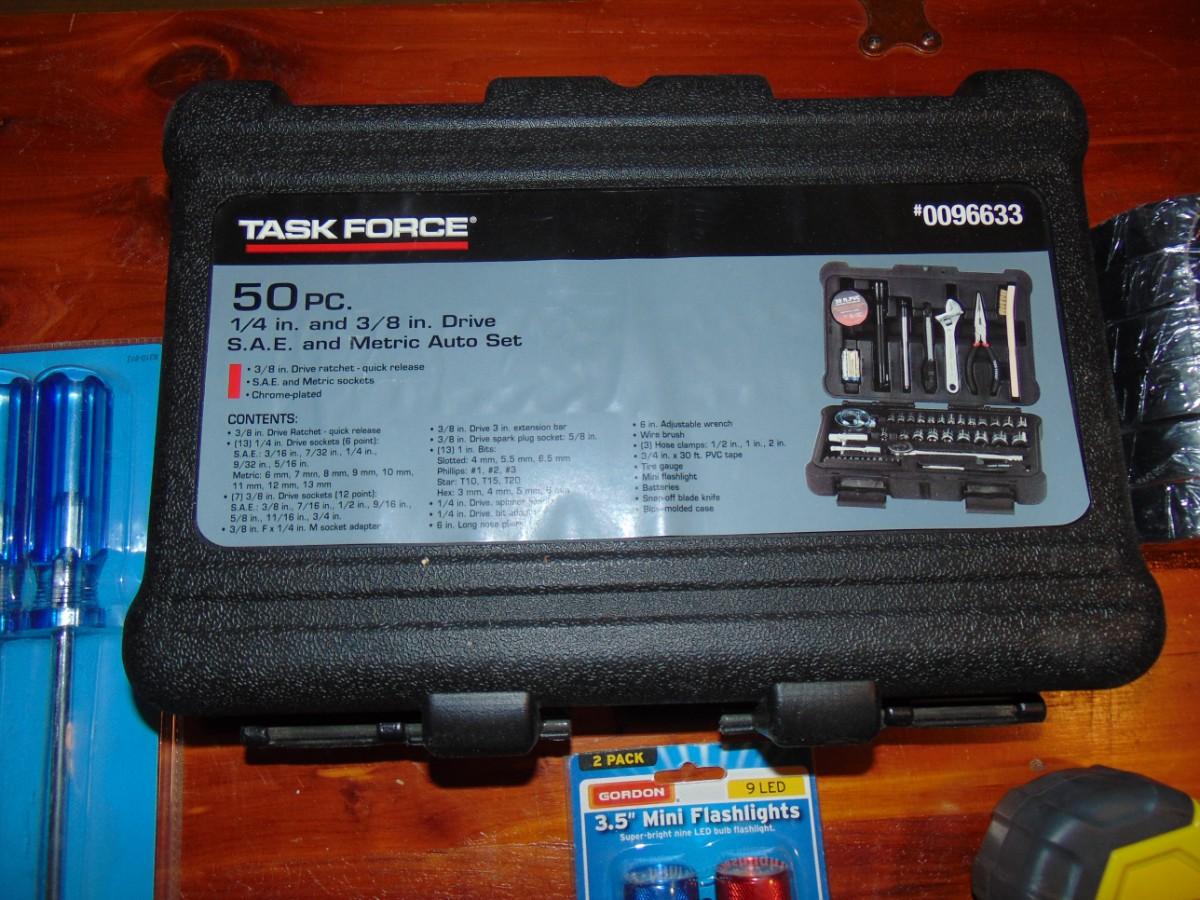 TASK FORCE®
#0096633
50 PC.
1/4 in. and 3/8 in. Drive
S.A.E. and Metric Auto Set
• 3/8 in. Drive ratchet - quick release
• S.A.E. and Metric sockets
• Chrome-plated
CONTENTS:
• 3/8 in. Drive Ratchet - quick release
• (13) 1/4 in. Drive sockets (6 point):
S.A.E.: 3/16 in., 7/32 in., 1/4 in.,
9/32 in., 5/16 in.
Metric: 6 mm, 7 mm, 8 mm, 9 mm, 10 mm,
11 mm, 12 mm, 13 mm
• (7) 3/8 in. Drive sockets (12 point):
S.A.E.: 3/8 in., 7/16 in., 1/2 in., 9/16 in.,
5/8 in., 11/16 in., 3/4 in.
• 3/8 in. F x 1/4 in. M socket adapter
• 3/8 in. Drive 3 in. extension bar
• 3/8 in. Drive spark plug socket: 5/8 in.
• (13) 1 in. Bits:
Slotted: 4 mm, 5.5 mm, 6.5 mm
Phillips: #1, #2, #3
Star: T10, T15, T20
Hex: 3 mm, 4 mm, 5 mm,
• 1/4 in. Drive, spinner
• 1/4 in. Drive, bit
• 6 in. Long nose pliers
• 6 in. Adjustable wrench
• Wire brush
• (3) Hose clamps: 1/2 in., 1 in., 2 in.
• 3/4 in. x 30 ft. PVC tape
• Tire gauge
• Mini flashlight
• Batteries
• Snap-off blade knife
• Blow-molded case
2 PACK
GORDON
9 LED
3.5" Mini Flashlights
Super-bright nine LED bulb flashlight.